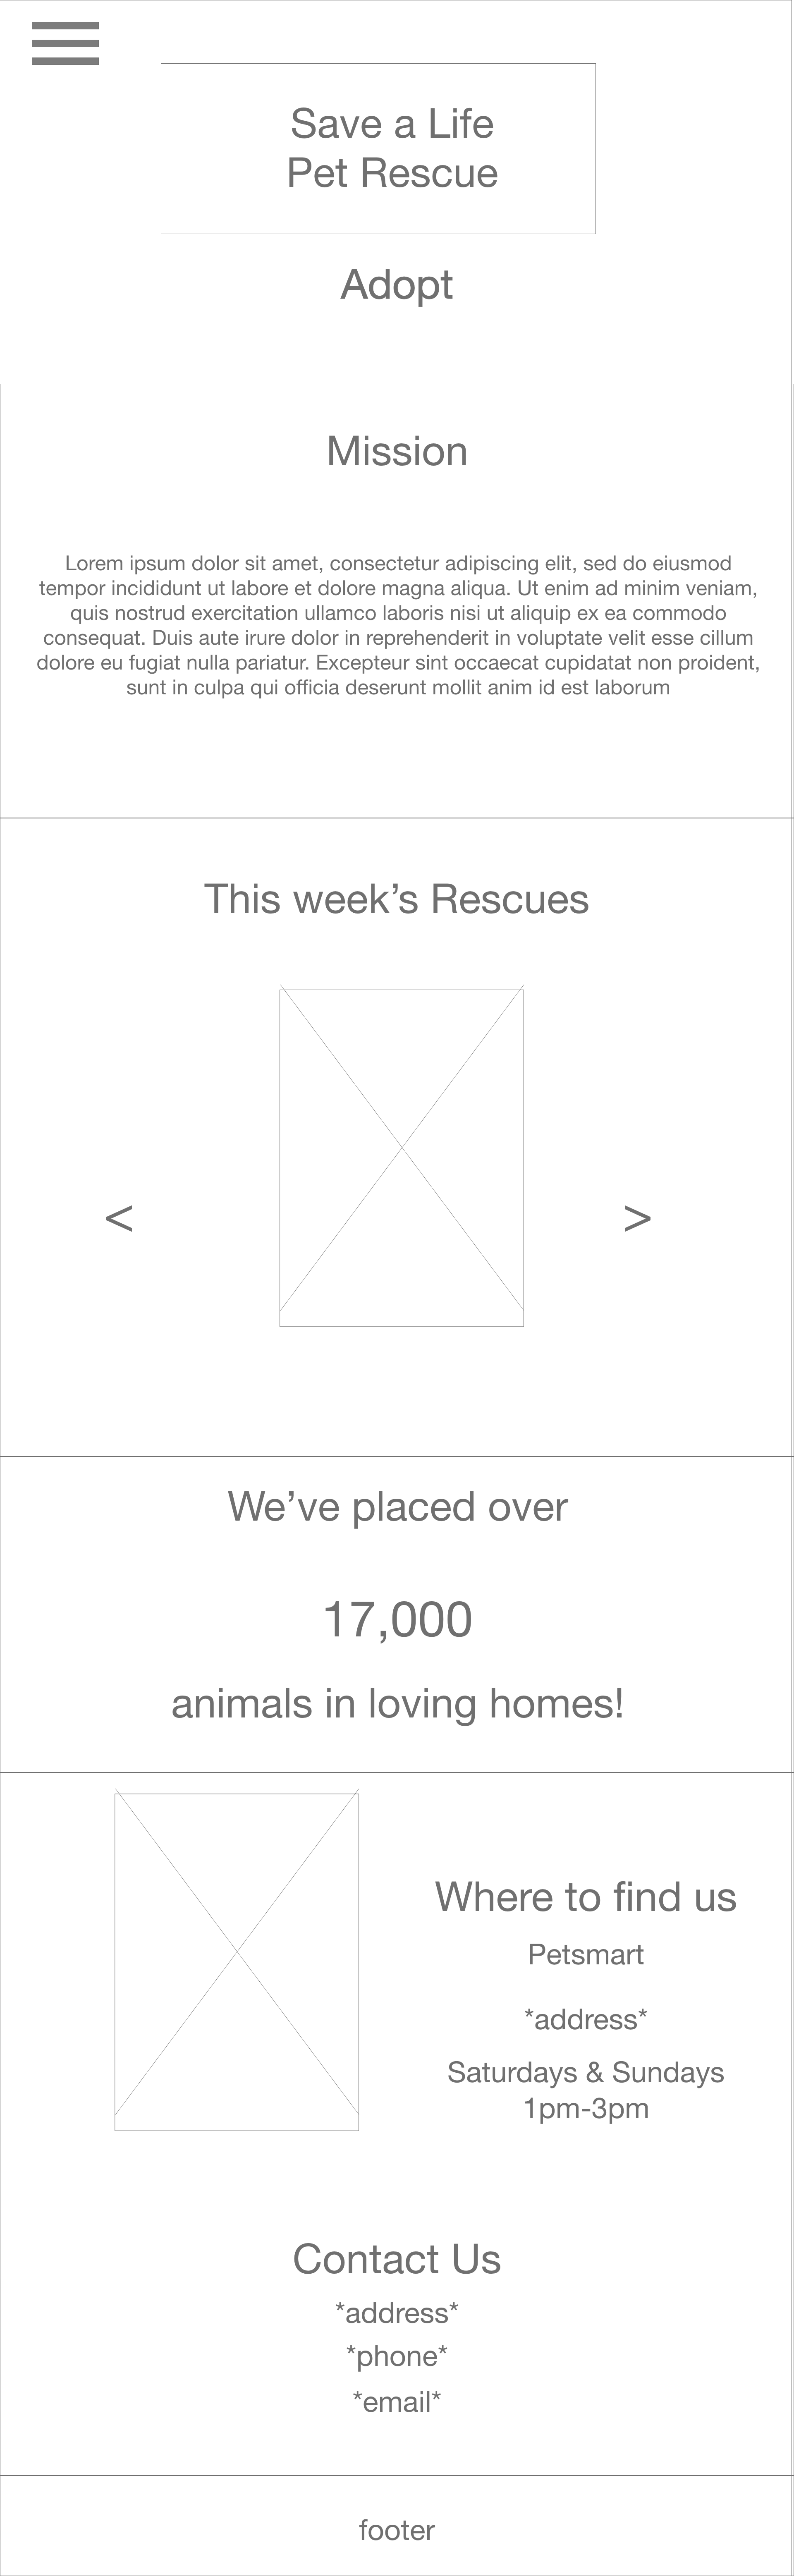 Save a Life
Pet Rescue
Adopt
Mission
Lorem ipsum dolor sit amet, consectetur adipiscing elit, sed do eiusmod
tempor incididunt ut labore et dolore magna aliqua. Ut enim ad minim veniam,
quis nostrud exercitation ullamco laboris nisi ut aliquip ex ea commodo
consequat. Duis aute irure dolor in reprehenderit in voluptate velit esse cillum
dolore eu fugiat nulla pariatur. Excepteur sint occaecat cupidatat non proident,
sunt in culpa qui officia deserunt mollit anim id est laborum
This week’s Rescues
< >
We’ve placed over
17,000
animals in loving homes!
Where to find us
Petsmart
*address*
Saturdays & Sundays
1pm-3pm
Contact Us
*address*
*phone*
*email*
footer